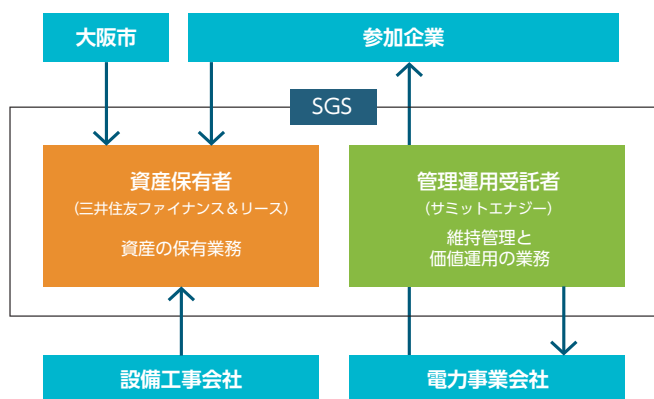 大阪市
参加企業
SGS
資産保有者
(三井住友ファイナンス&リース)
資産の保有業務
管理運用受託者
(サミットエナジー)
維持管理と
価値運用の業務
設備工事会社
電力事業会社